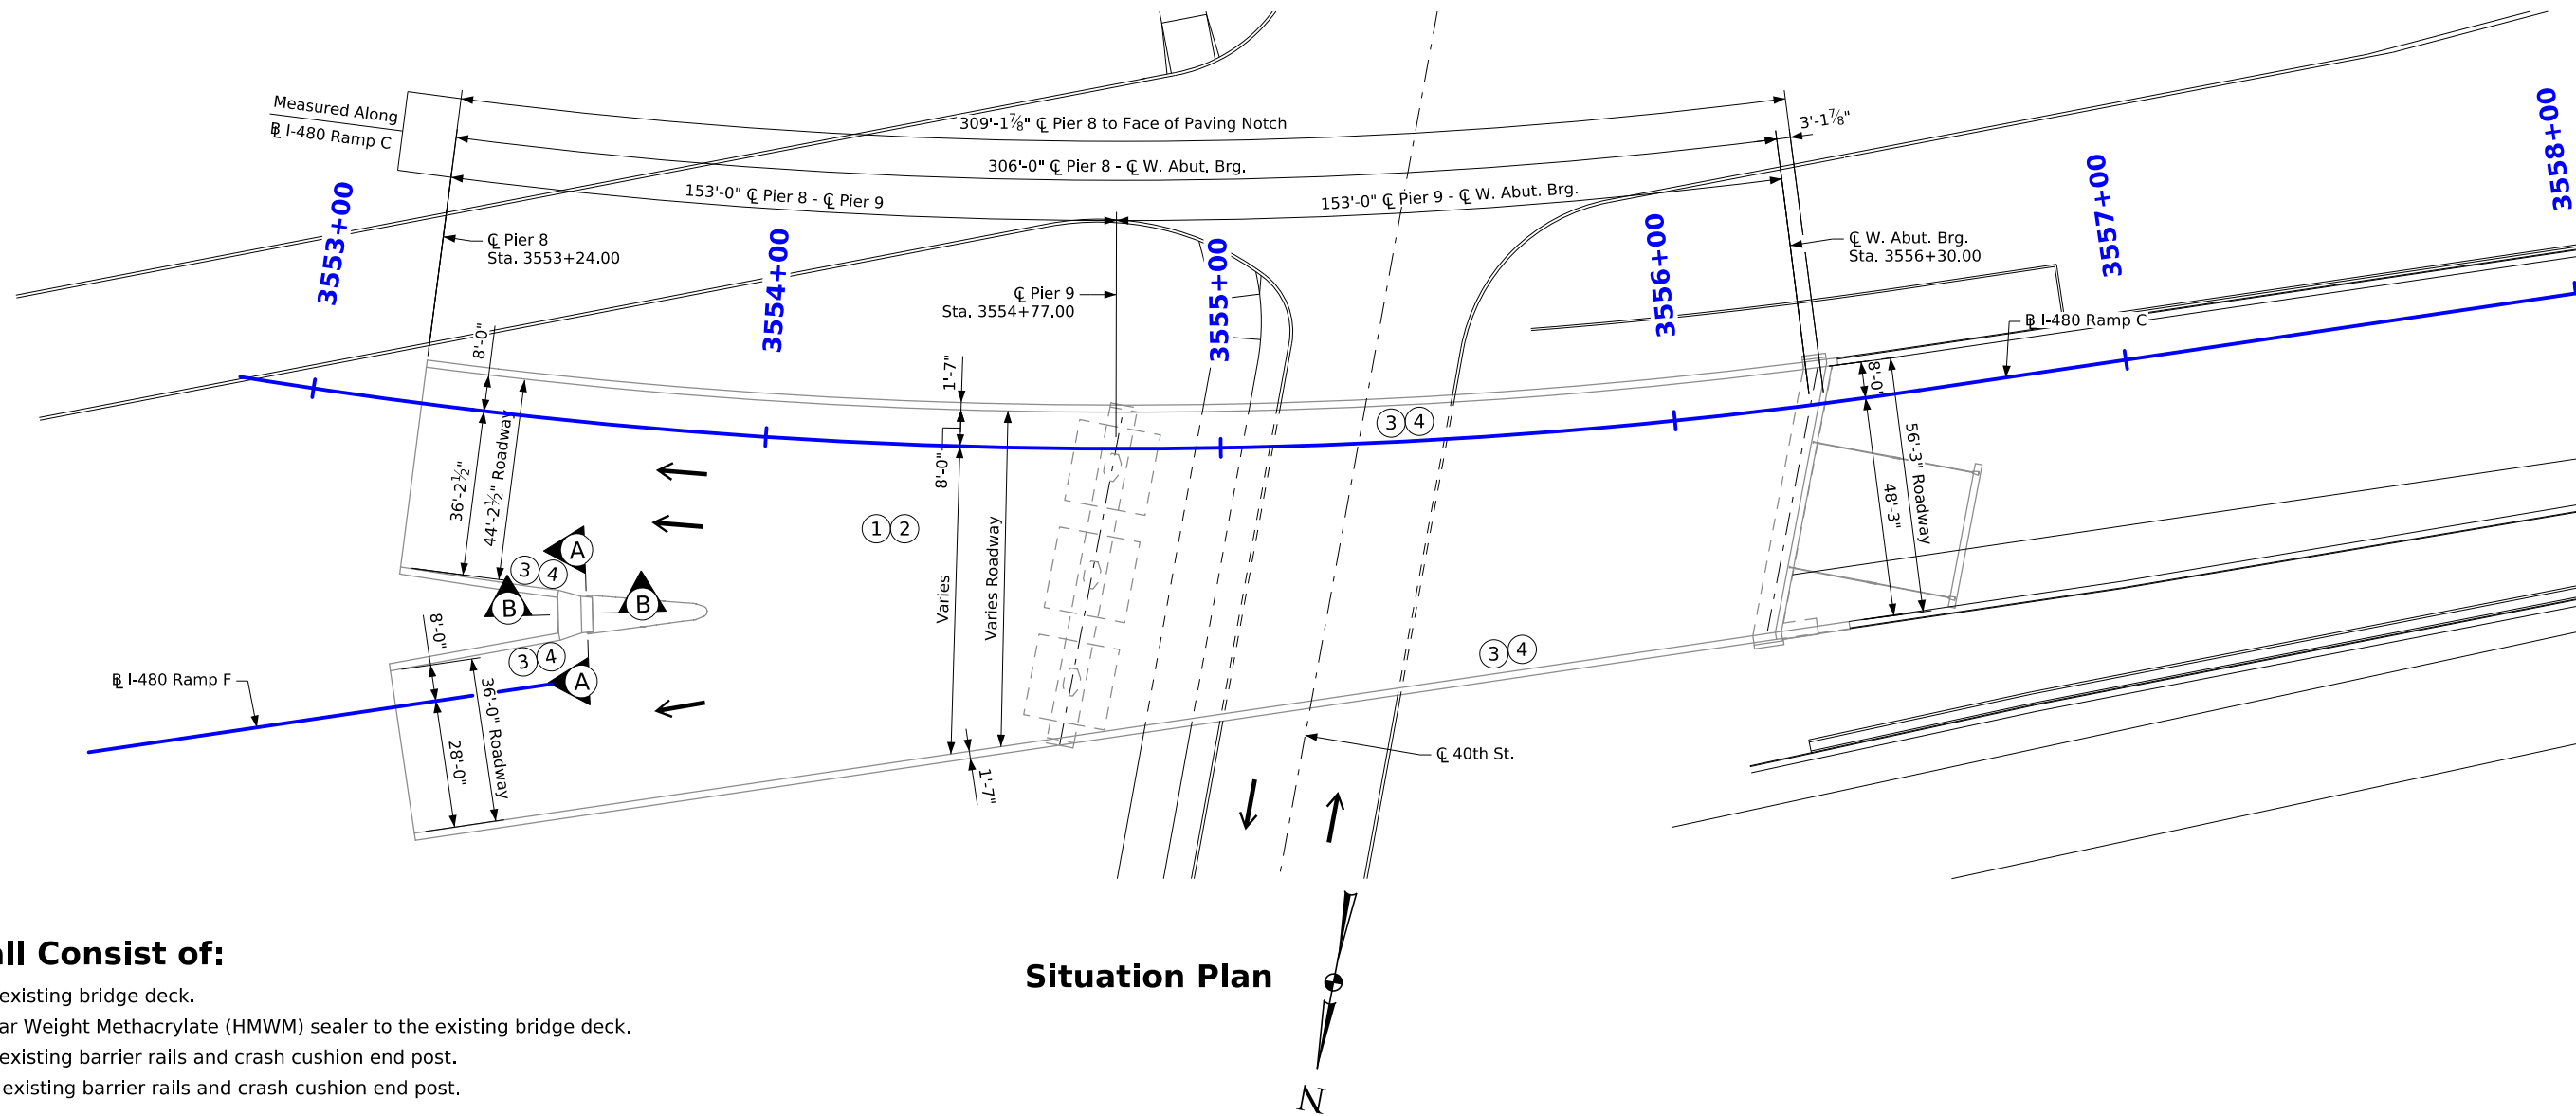 Measured Along
℄ I-480 Ramp C
309'-1⅞" ℄ Pier 8 to Face of Paving Notch
3'-1⅞"
306'-0" ℄ Pier 8 - ℄ W. Abut. Brg.
153'-0" ℄ Pier 8 - ℄ Pier 9
153'-0" ℄ Pier 9 - ℄ W. Abut. Brg.
3553+00
3554+00
3555+00
3556+00
3557+00
3558+00
℄ Pier 8
Sta. 3553+24.00
℄ Pier 9
Sta. 3554+77.00
℄ W. Abut. Brg.
Sta. 3556+30.00
B̲L I-480 Ramp C
8'-0"
1'-7"
8'-0"
8'-0"
36'-2½"
44'-2½" Roadway
56'-3" Roadway
48'-3"
3 4
1 2
Varies
Varies Roadway
A
3 4
B
B
3 4
A
3 4
8'-0"
36'-0" Roadway
28'-0"
BL I-480 Ramp F
1'-7"
℄ 40th St.
all Consist of:
existing bridge deck.
ar Weight Methacrylate (HMWM) sealer to the existing bridge deck.
existing barrier rails and crash cushion end post.
existing barrier rails and crash cushion end post.
Situation Plan
N